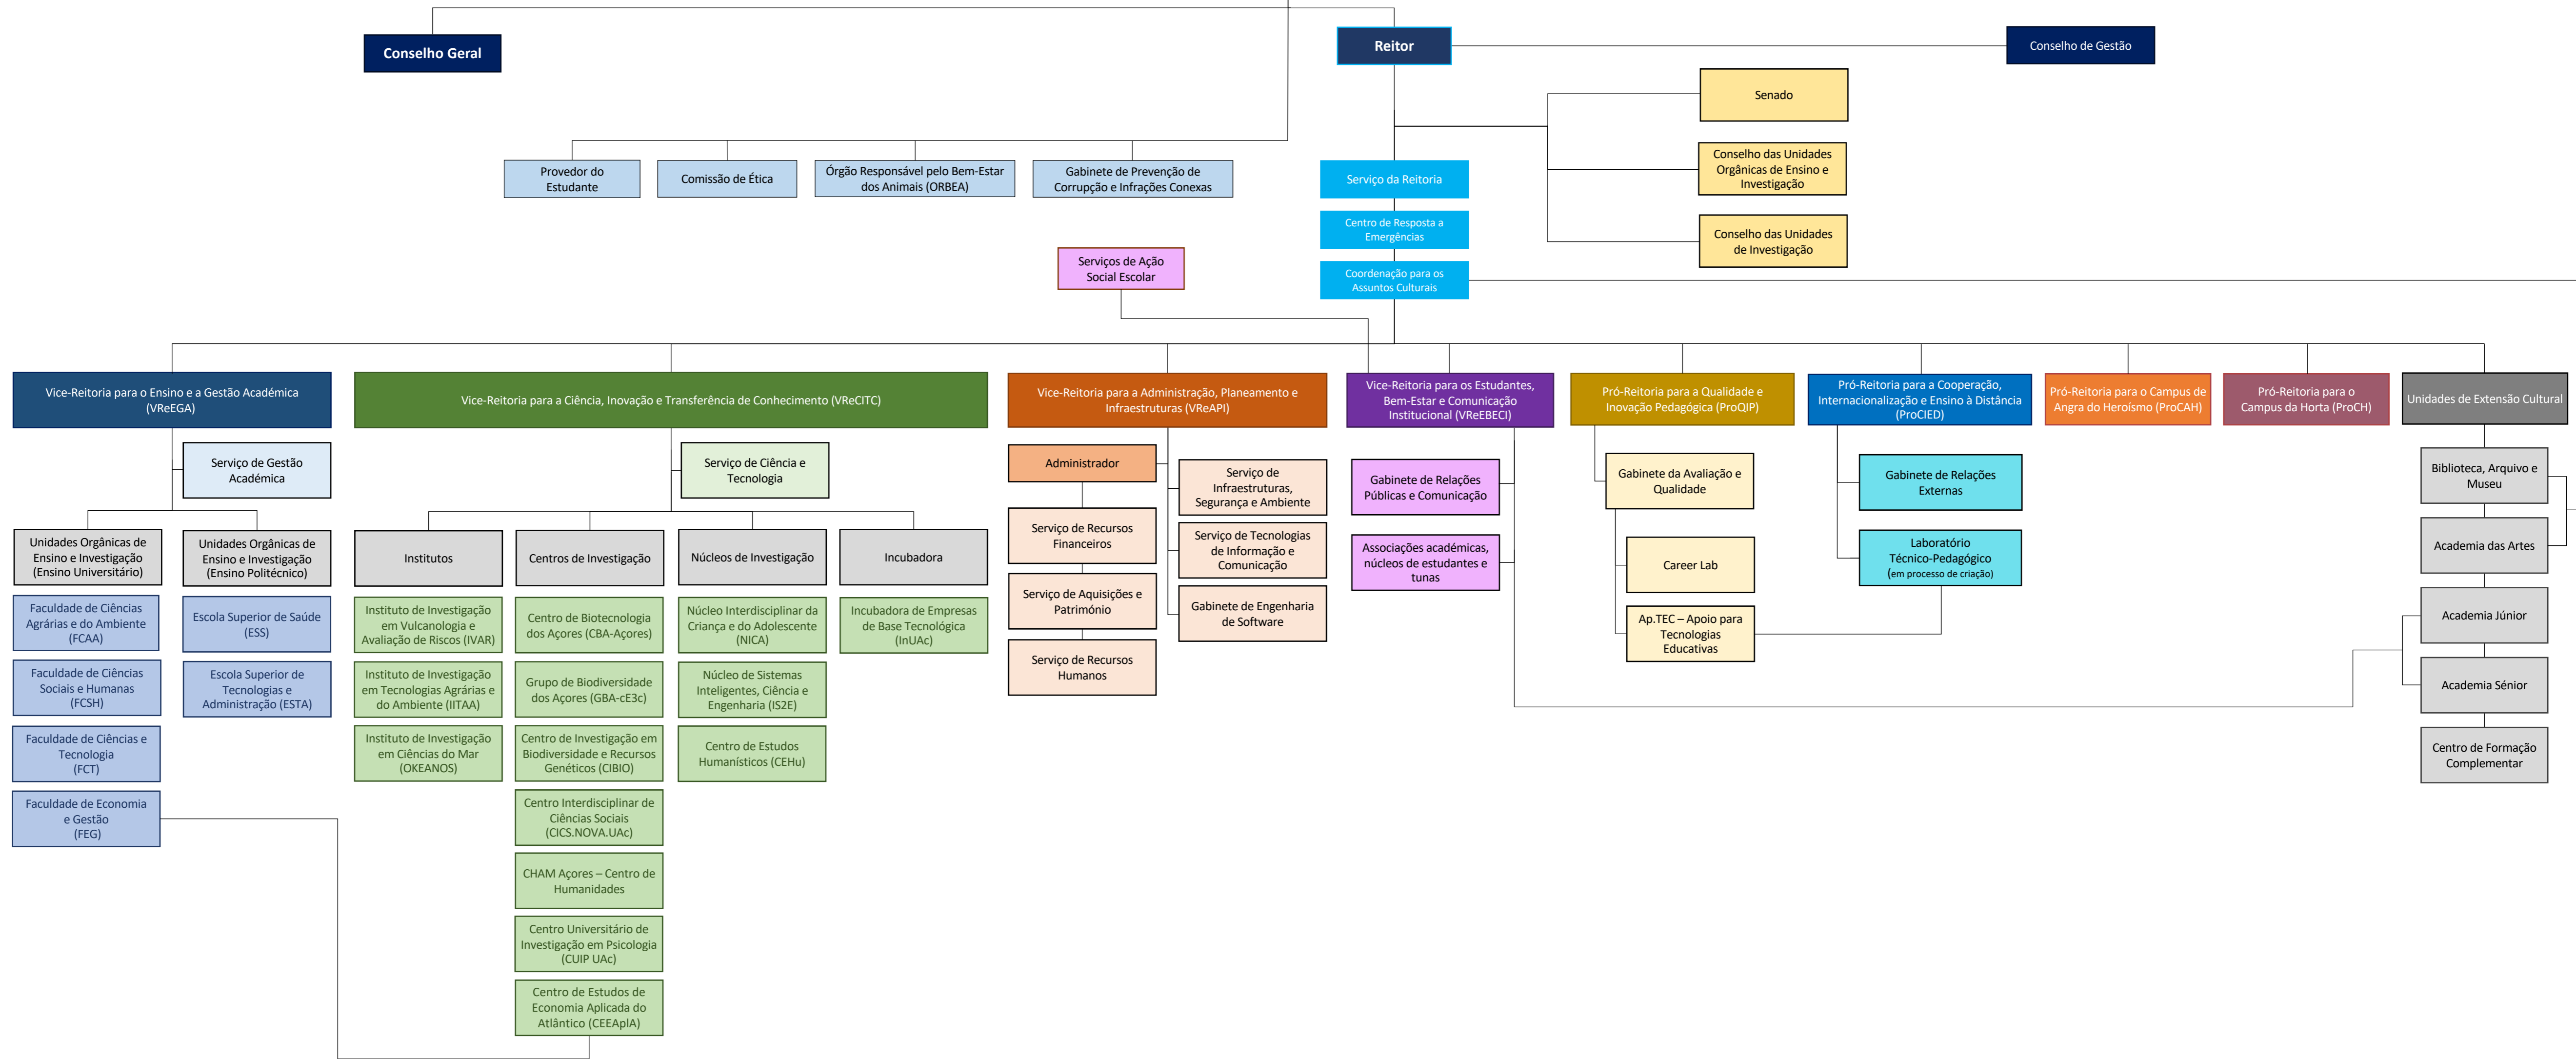 Conselho Geral
Reitor
Conselho de Gestão
Senado
Conselho das Unidades
Orgânicas de Ensino e
Investigação
Conselho das Unidades
de Investigação
Provedor do
Estudante
Comissão de Ética
Órgão Responsável pelo Bem-Estar
dos Animais (ORBEA)
Gabinete de Prevenção de
Corrupção e Infrações Conexas
Serviço da Reitoria
Centro de Resposta a
Emergências
Coordenação para os
Assuntos Culturais
Serviços de Ação
Social Escolar
Vice-Reitoria para o Ensino e a Gestão Académica
(VReEGA)
Serviço de Gestão
Académica
Unidades Orgânicas de
Ensino e Investigação
(Ensino Universitário)
Faculdade de Ciências
Agrárias e do Ambiente
(FCAA)
Faculdade de Ciências
Sociais e Humanas
(FCSH)
Faculdade de Ciências e
Tecnologia
(FCT)
Faculdade de Economia
e Gestão
(FEG)
Unidades Orgânicas de
Ensino e Investigação
(Ensino Politécnico)
Escola Superior de Saúde
(ESS)
Escola Superior de
Tecnologias e
Administração (ESTA)
Vice-Reitoria para a Ciência, Inovação e Transferência de Conhecimento (VReCITC)
Serviço de Ciência e
Tecnologia
Institutos
Instituto de Investigação
em Vulcanologia e
Avaliação de Riscos (IVAR)
Instituto de Investigação
em Tecnologias Agrárias e
do Ambiente (IITAA)
Instituto de Investigação
em Ciências do Mar
(OKEANOS)
Centros de Investigação
Centro de Biotecnologia
dos Açores (CBA-Açores)
Grupo de Biodiversidade
dos Açores (GBA-cE3c)
Centro de Investigação em
Biodiversidade e Recursos
Genéticos (CIBIO)
Centro Interdisciplinar de
Ciências Sociais
(CICS.NOVA.UAc)
CHAM Açores – Centro de
Humanidades
Centro Universitário de
Investigação em Psicologia
(CUIP UAc)
Centro de Estudos de
Economia Aplicada do
Atlântico (CEEAplA)
Núcleos de Investigação
Núcleo Interdisciplinar da
Criança e do Adolescente
(NICA)
Núcleo de Sistemas
Inteligentes, Ciência e
Engenharia (IS2E)
Centro de Estudos
Humanísticos (CEHu)
Incubadora
Incubadora de Empresas
de Base Tecnológica
(InUAc)
Vice-Reitoria para a Administração, Planeamento e
Infraestruturas (VReAPI)
Administrador
Serviço de Recursos
Financeiros
Serviço de Aquisições e
Património
Serviço de Recursos
Humanos
Serviço de
Infraestruturas,
Segurança e Ambiente
Serviço de Tecnologias
de Informação e
Comunicação
Gabinete de Engenharia
de Software
Vice-Reitoria para os Estudantes,
Bem-Estar e Comunicação
Institucional (VReEBECI)
Gabinete de Relações
Públicas e Comunicação
Associações académicas,
núcleos de estudantes e
tunas
Pró-Reitoria para a Qualidade e
Inovação Pedagógica (ProQIP)
Gabinete da Avaliação e
Qualidade
Career Lab
Ap.TEC – Apoio para
Tecnologias
Educativas
Pró-Reitoria para a Cooperação,
Internacionalização e Ensino à Distância
(ProCIED)
Gabinete de Relações
Externas
Laboratório
Técnico-Pedagógico
(em processo de criação)
Pró-Reitoria para o Campus de
Angra do Heroísmo (ProCAH)
Pró-Reitoria para o
Campus da Horta (ProCH)
Unidades de Extensão Cultural
Biblioteca, Arquivo e
Museu
Academia das Artes
Academia Júnior
Academia Sénior
Centro de Formação
Complementar